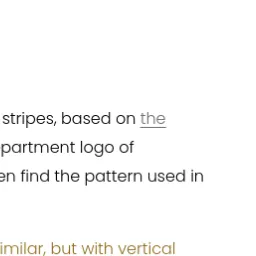 stripes, based on the
partment logo of
en find the pattern used in
imilar, but with vertical